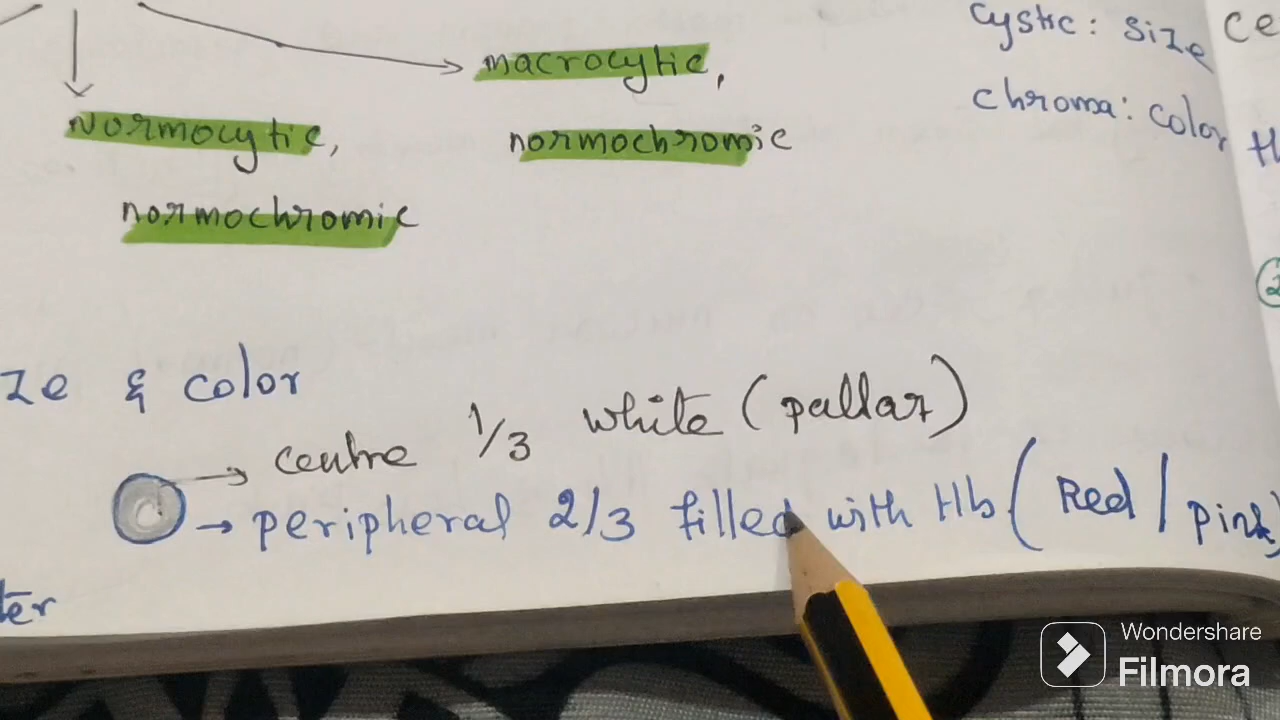 macrocytic,
normochromic
Normocytic,
normochromic
cystic: size
chroma: color
ze & color
centre 1/3 white (pallar)
peripheral 2/3 filled with Hb (Red / pink)
ter
Wondershare
Filmora